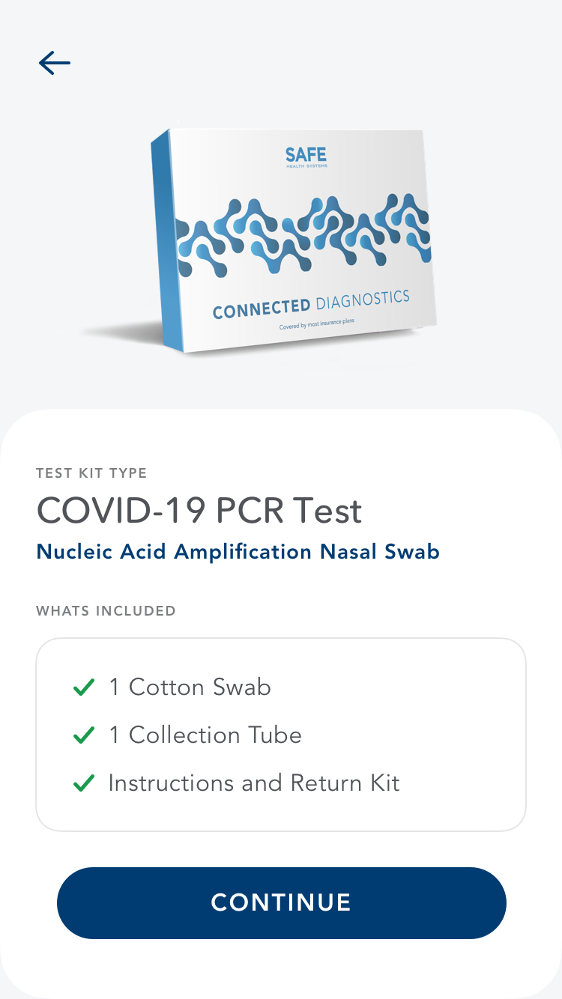 SAFE
HEALTH SYSTEMS
CONNECTED DIAGNOSTICS
Covered by most insurance plans
TEST KIT TYPE
COVID-19 PCR Test
Nucleic Acid Amplification Nasal Swab
WHATS INCLUDED
1 Cotton Swab
1 Collection Tube
Instructions and Return Kit
CONTINUE